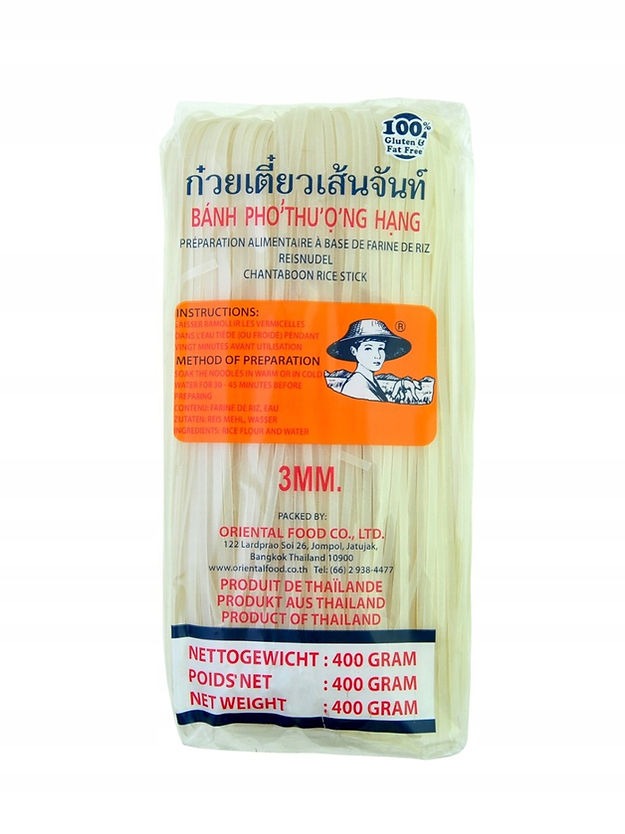 100%
Gluten &
Fat Free
ก๋วยเตี๋ยวเส้นจันท์
BÁNH PHỞ THƯỢNG HẠNG
PRÉPARATION ALIMENTAIRE À BASE DE FARINE DE RIZ
REISNUDEL
CHANTABOON RICE STICK
INSTRUCTIONS:
LAISSER RAMOLLIR LES VERMICELLES
DANS L'EAU TIÈDE (OU FROIDE) PENDANT
VINGT MINUTES AVANT UTILISATION
METHOD OF PREPARATION
SOAK THE NOODLES IN WARM OR IN COLD
WATER FOR 30 - 45 MINUTES BEFORE
PREPARING
CONTENU: FARINE DE RIZ, EAU
ZUTATEN: REIS MEHL, WASSER
INGREDIENTS: RICE FLOUR AND WATER
®
3MM.
PACKED BY:
ORIENTAL FOOD CO., LTD.
122 Lardprao Soi 26, Jompol, Jatujak,
Bangkok Thailand 10900
www.orientalfood.co.th Tel: (66) 2 938-4477
PRODUIT DE THAÏLANDE
PRODUKT AUS THAILAND
PRODUCT OF THAILAND
NETTOGEWICHT : 400 GRAM
POIDS NET : 400 GRAM
NET WEIGHT : 400 GRAM